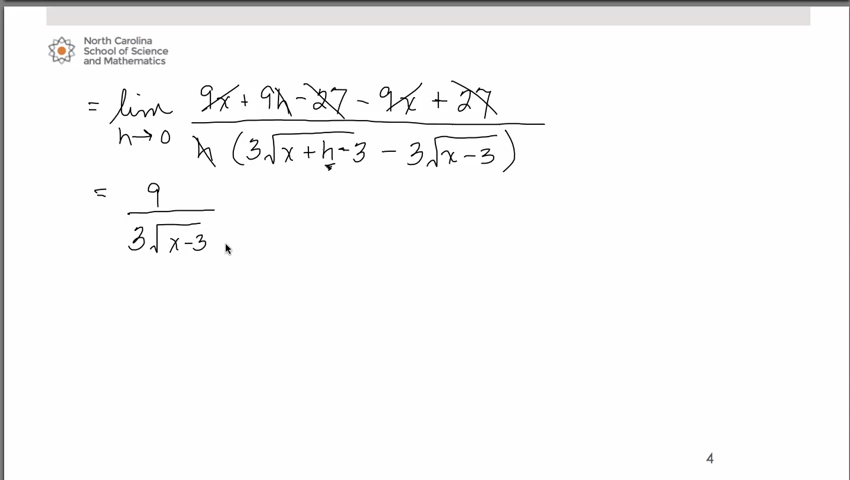 North Carolina
School of Science
and Mathematics
= lim h→0 (9x + 9h - 27 - 9x + 27) / (h (3√(x + h - 3) - 3√(x - 3)))
= 9 / (3√(x - 3))
4